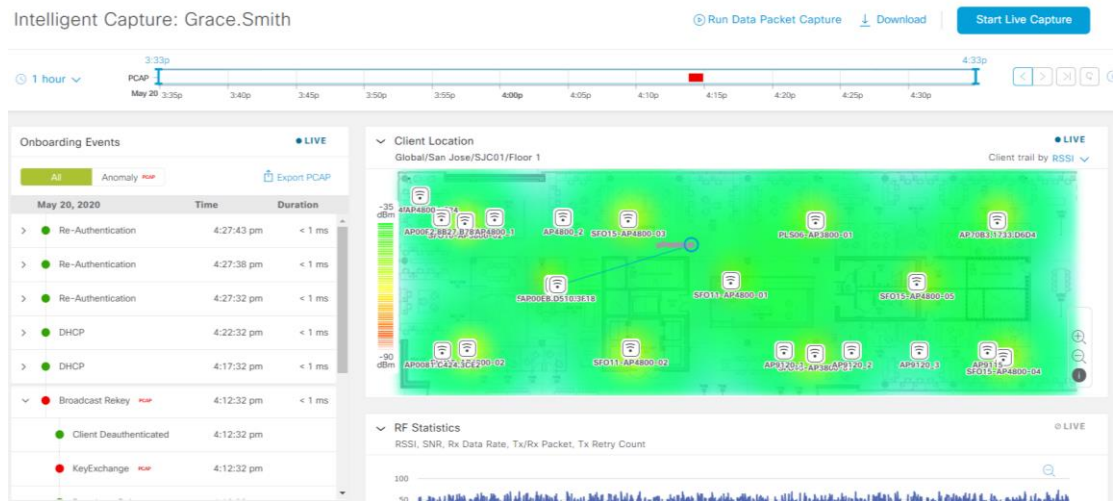 Intelligent Capture: Grace.Smith
Run Data Packet Capture Download Start Live Capture
3:33p 4:33p
1 hour PCAP
May 20 3:35p 3:40p 3:45p 3:50p 3:55p 4:00p 4:05p 4:10p 4:15p 4:20p 4:25p 4:30p
Onboarding Events LIVE
All Anomaly PCAP Export PCAP
May 20, 2020 Time Duration
Re-Authentication 4:27:43 pm < 1 ms
Re-Authentication 4:27:38 pm < 1 ms
Re-Authentication 4:27:32 pm < 1 ms
DHCP 4:22:32 pm < 1 ms
DHCP 4:17:32 pm < 1 ms
Broadcast Rekey PCAP 4:12:32 pm < 1 ms
Client Deauthenticated 4:12:32 pm
KeyExchange PCAP 4:12:32 pm
Client Location LIVE
Global/San Jose/SJC01/Floor 1 Client trail by RSSI
-35
dBm
AP4800_2 SFO15-AP4800-03 PLS06-AP3800_01 AP70B3.1733.D6D4
SFO11-AP4800_01 SFO15-AP4800-05
-90
dBm
SFO11-AP4800_02 AP9120_2 AP9120_3 SFO15-AP4800-04
RF Statistics LIVE
RSSI, SNR, Rx Data Rate, Tx/Rx Packet, Tx Retry Count
100
50